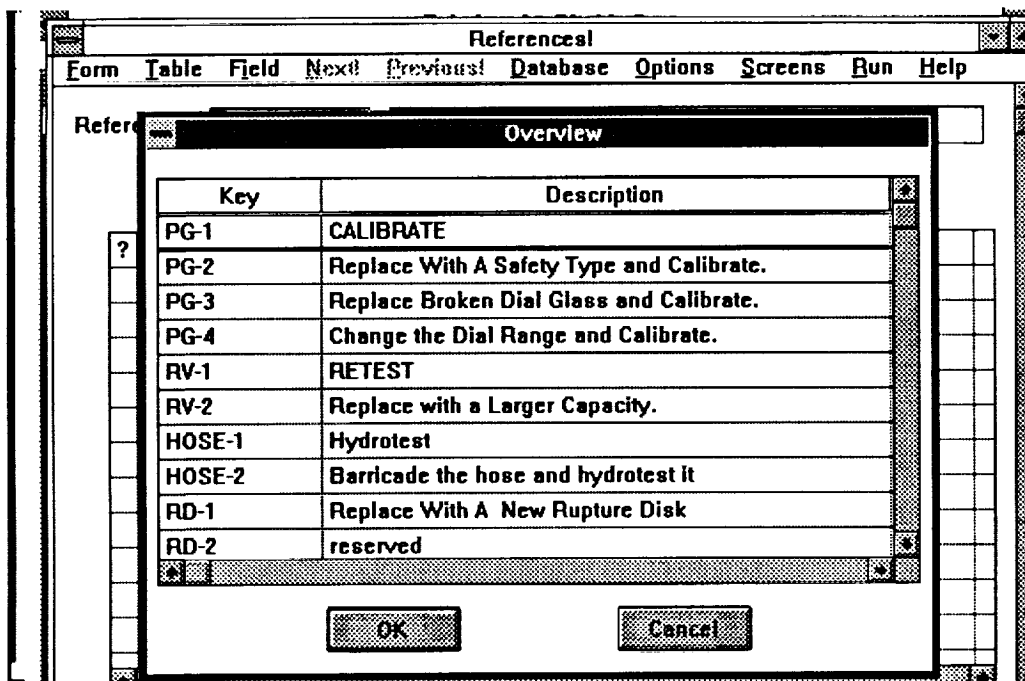 References!
Form Table Field Next! Previous! Database Options Screens Run Help
Refere
Overview
Key Description
?
PG-1 CALIBRATE
PG-2 Replace With A Safety Type and Calibrate.
PG-3 Replace Broken Dial Glass and Calibrate.
PG-4 Change the Dial Range and Calibrate.
RV-1 RETEST
RV-2 Replace with a Larger Capacity.
HOSE-1 Hydrotest
HOSE-2 Barricade the hose and hydrotest it
RD-1 Replace With A New Rupture Disk
RD-2 reserved
OK Cancel